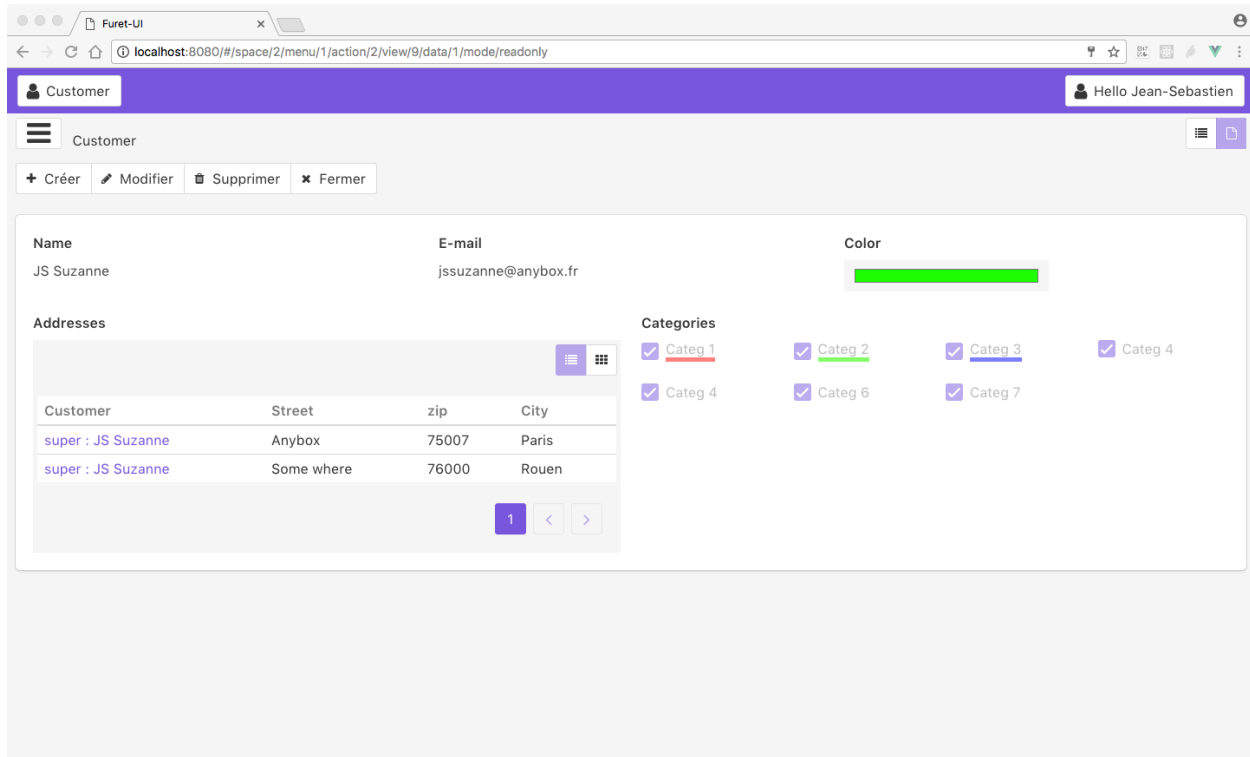 Furet-UI
localhost:8080/#/space/2/menu/1/action/2/view/9/data/1/mode/readonly
Customer
Hello Jean-Sebastien
Customer
Créer Modifier Supprimer Fermer
Name E-mail Color
JS Suzanne jssuzanne@anybox.fr
Addresses Categories
Categ 1 Categ 2 Categ 3 Categ 4
Categ 4 Categ 6 Categ 7
Customer Street zip City
super : JS Suzanne Anybox 75007 Paris
super : JS Suzanne Some where 76000 Rouen
1